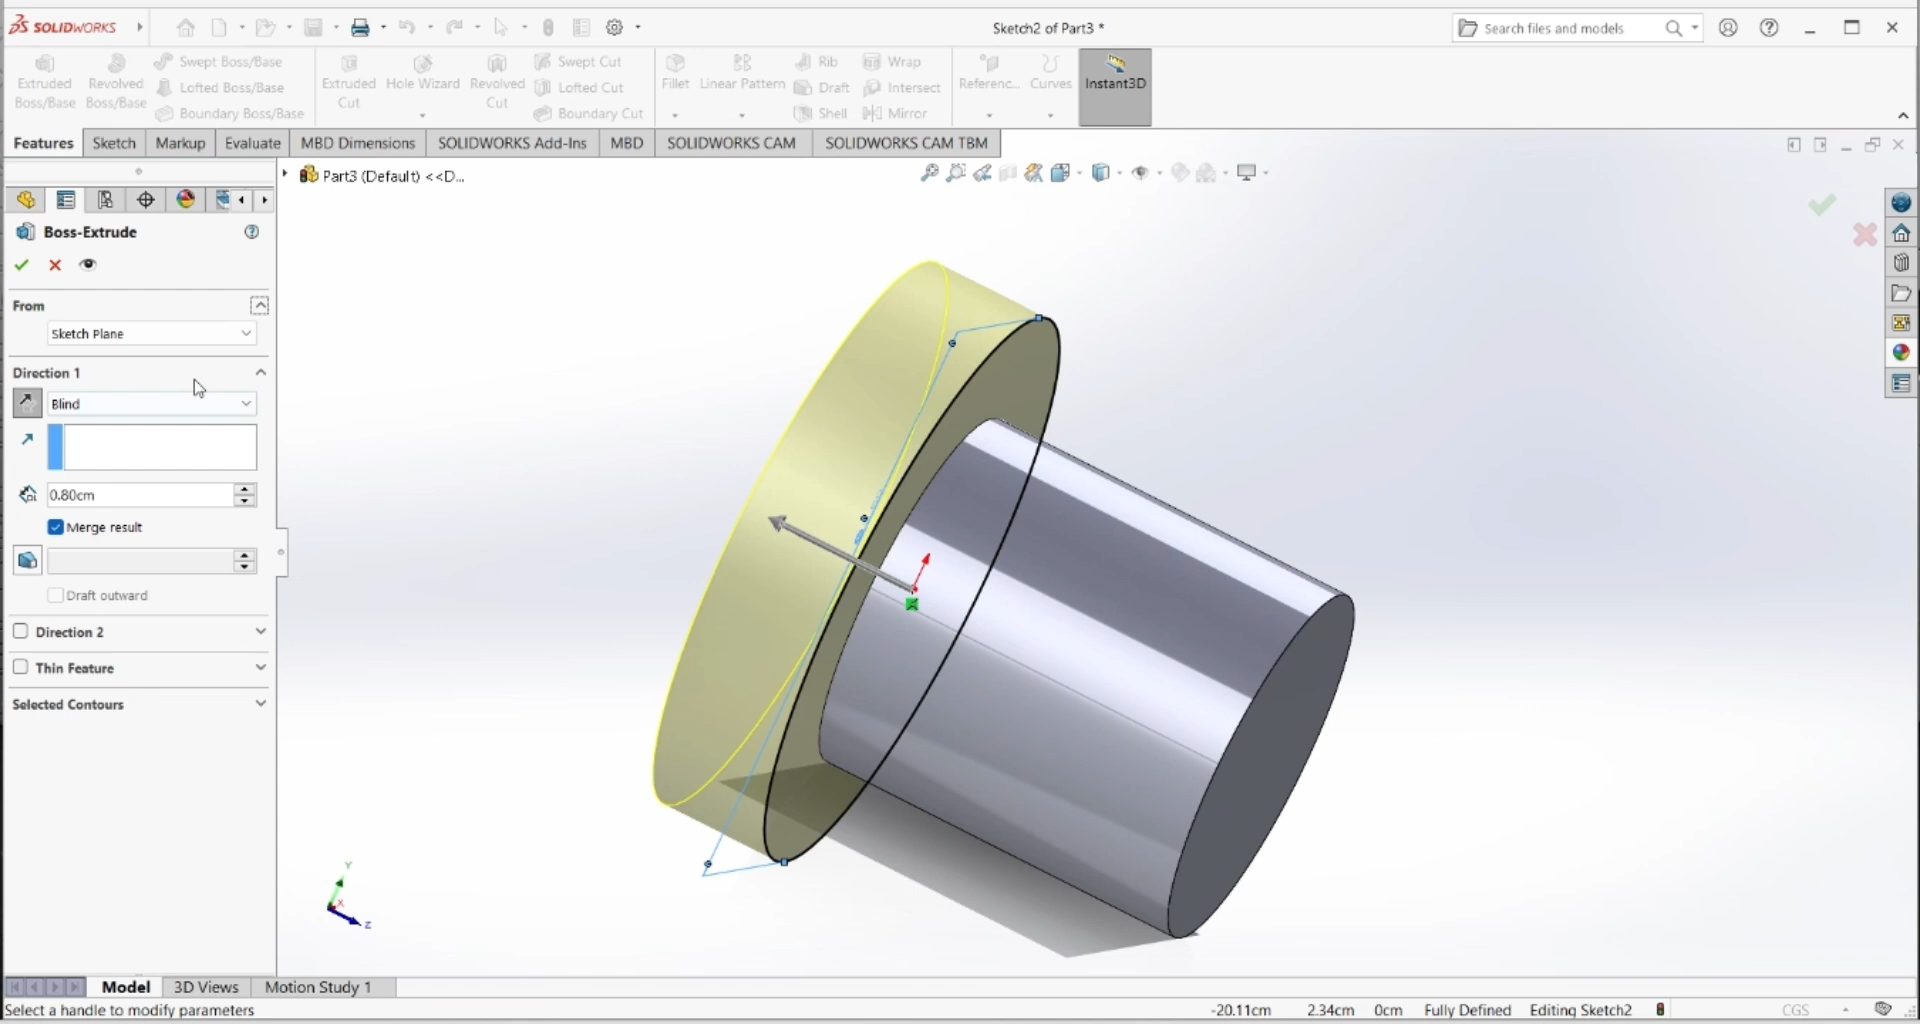 SOLIDWORKS
Sketch2 of Part3 *
Search files and models
Extruded Boss/Base
Revolved Boss/Base
Swept Boss/Base
Lofted Boss/Base
Boundary Boss/Base
Extruded Cut
Hole Wizard
Revolved Cut
Swept Cut
Lofted Cut
Boundary Cut
Fillet
Linear Pattern
Rib
Draft
Shell
Wrap
Intersect
Mirror
Referenc...
Curves
Instant3D
Features
Sketch
Markup
Evaluate
MBD Dimensions
SOLIDWORKS Add-Ins
MBD
SOLIDWORKS CAM
SOLIDWORKS CAM TBM
Part3 (Default) <<D...
Boss-Extrude
From
Sketch Plane
Direction 1
Blind
0.80cm
Merge result
Draft outward
Direction 2
Thin Feature
Selected Contours
Y
X
Z
Model
3D Views
Motion Study 1
Select a handle to modify parameters
-20.11cm
2.34cm
0cm
Fully Defined
Editing Sketch2
CGS